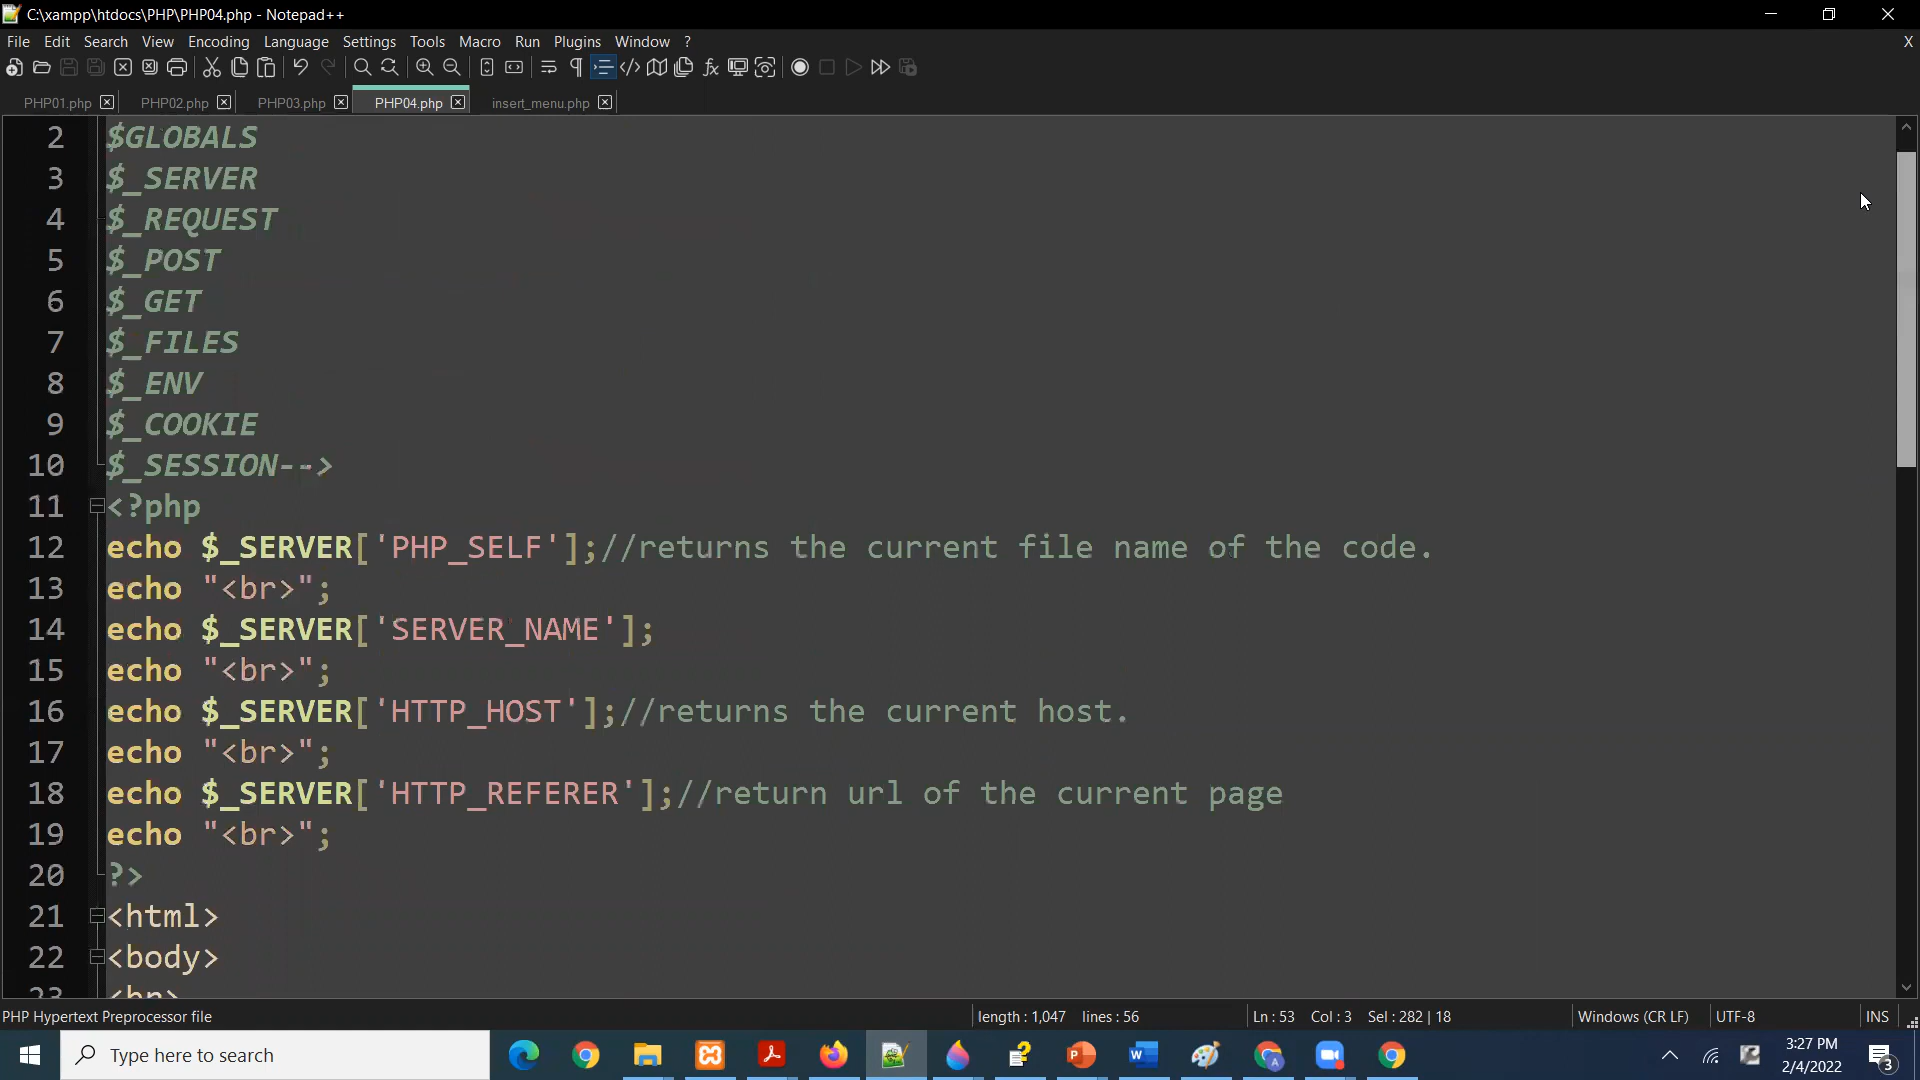 C:\xampp\htdocs\PHP\PHP04.php - Notepad++
File Edit Search View Encoding Language Settings Tools Macro Run Plugins Window ? X
PHP01.php PHP02.php PHP03.php PHP04.php insert_menu.php
2 $GLOBALS
3 $_SERVER
4 $_REQUEST
5 $_POST
6 $_GET
7 $_FILES
8 $_ENV
9 $_COOKIE
10 $_SESSION-->
11 <?php
12 echo $_SERVER['PHP_SELF'];//returns the current file name of the code.
13 echo "<br>";
14 echo $_SERVER['SERVER_NAME'];
15 echo "<br>";
16 echo $_SERVER['HTTP_HOST'];//returns the current host.
17 echo "<br>";
18 echo $_SERVER['HTTP_REFERER'];//return url of the current page
19 echo "<br>";
20 ?>
21 <html>
22 <body>
23 <br>
PHP Hypertext Preprocessor file length : 1,047 lines : 56 Ln : 53 Col : 3 Sel : 282 | 18 Windows (CR LF) UTF-8 INS
Type here to search
3:27 PM
2/4/2022
3